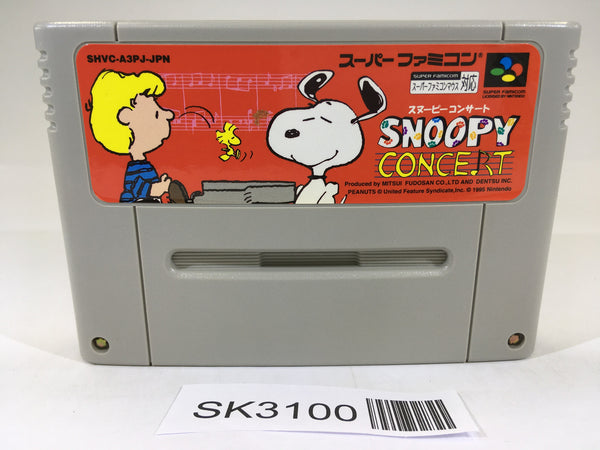 SHVC-A3PJ-JPN
スーパーファミコン®
SUPER FAMICOM
スーパーファミコンマウス 対応
SUPER FAMICOM
LICENSED BY NINTENDO
スヌーピー コンサート
SNOOPY
CONCERT
Produced by MITSUI FUDOSAN CO., LTD AND DENTSU INC.
PEANUTS © United Feature Syndicate, Inc. © 1995 Nintendo
SK3100